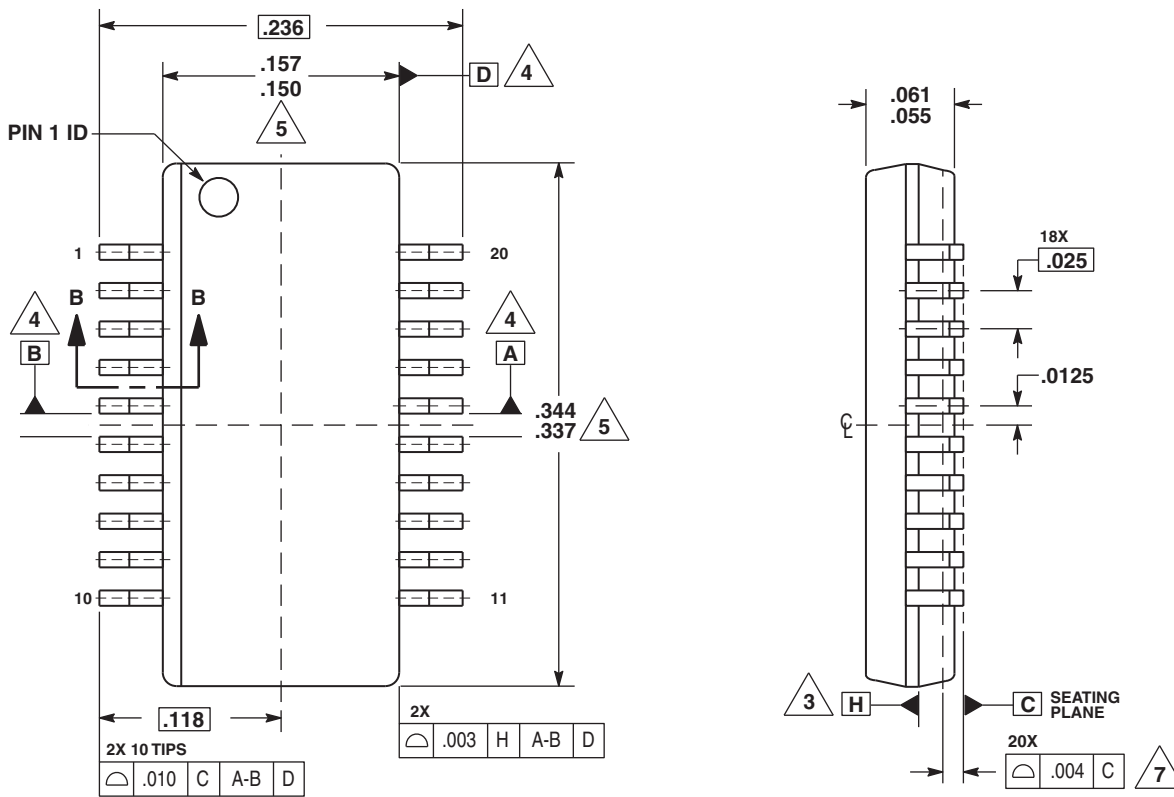 .236
.157
.150
D
4
5
PIN 1 ID
1
20
B B
4
B
4
A
.344
.337
5
10
11
.118
2X 10 TIPS
⌓ .010 C A-B D
2X
⌓ .003 H A-B D
.061
.055
18X
.025
.0125
℄
3
H
C
SEATING
PLANE
20X
⌓ .004 C
7